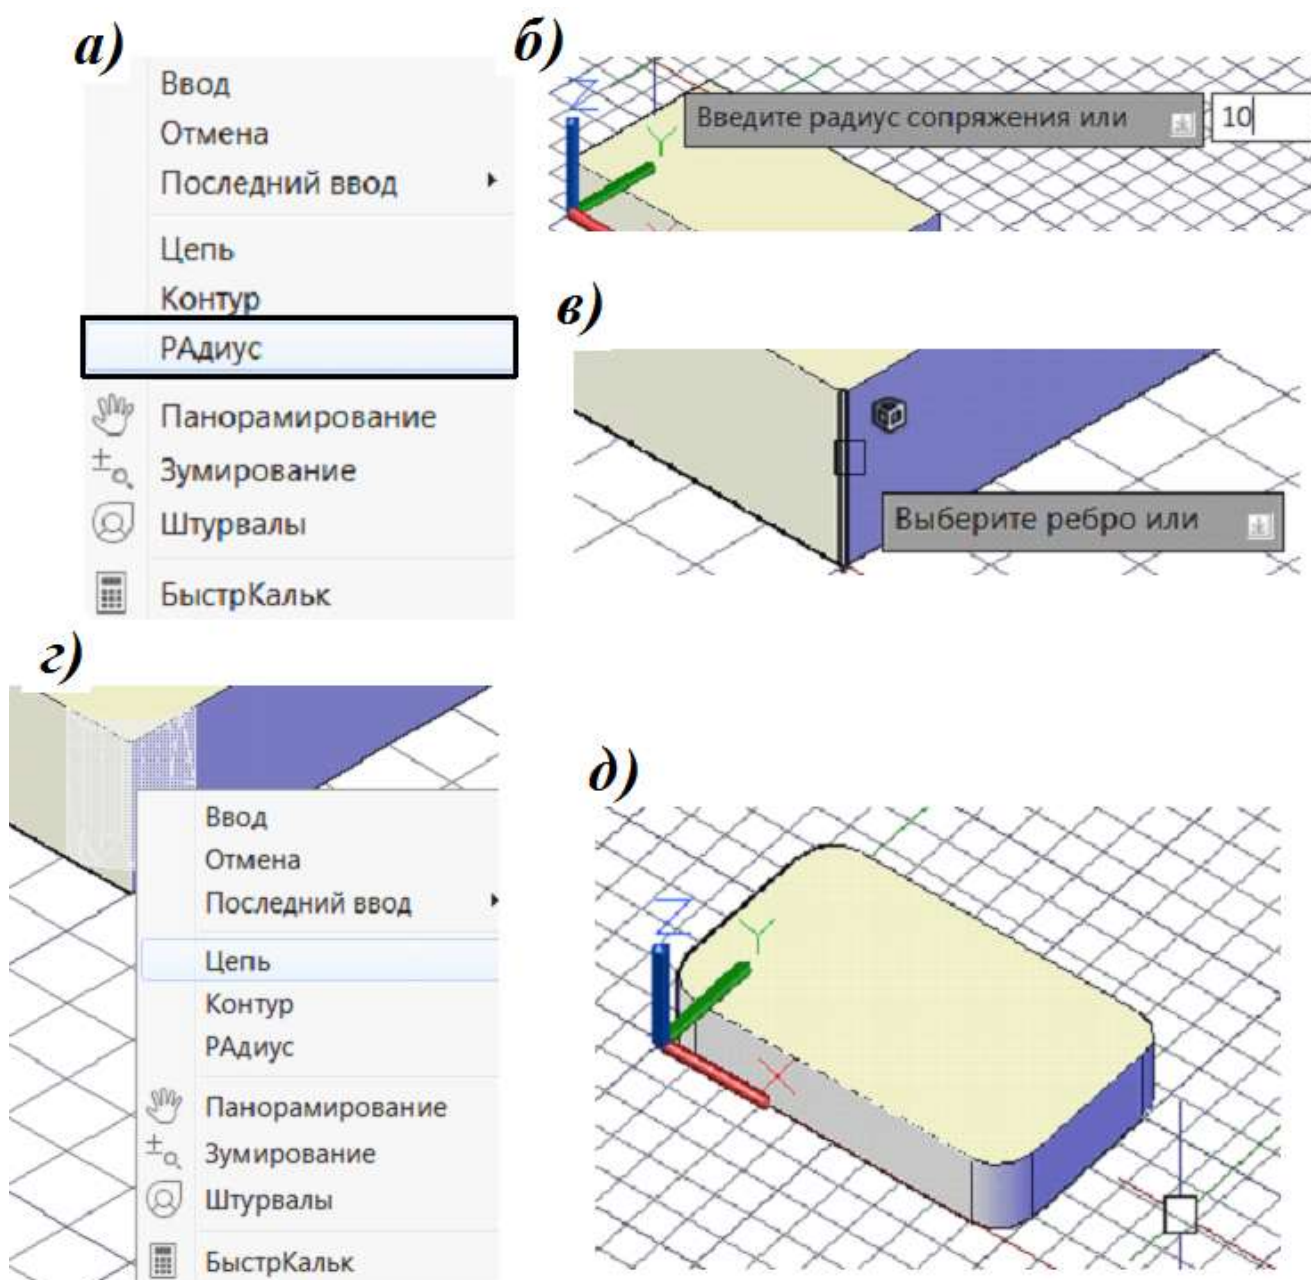 а)
Ввод
Отмена
Последний ввод
Цепь
Контур
РАдиус
Панорамирование
Зумирование
Штурвалы
БыстрКальк
б)
Z
Y
X
Введите радиус сопряжения или 10
в)
Выберите ребро или
г)
Ввод
Отмена
Последний ввод
Цепь
Контур
РАдиус
Панорамирование
Зумирование
Штурвалы
БыстрКальк
д)
Z
Y
X